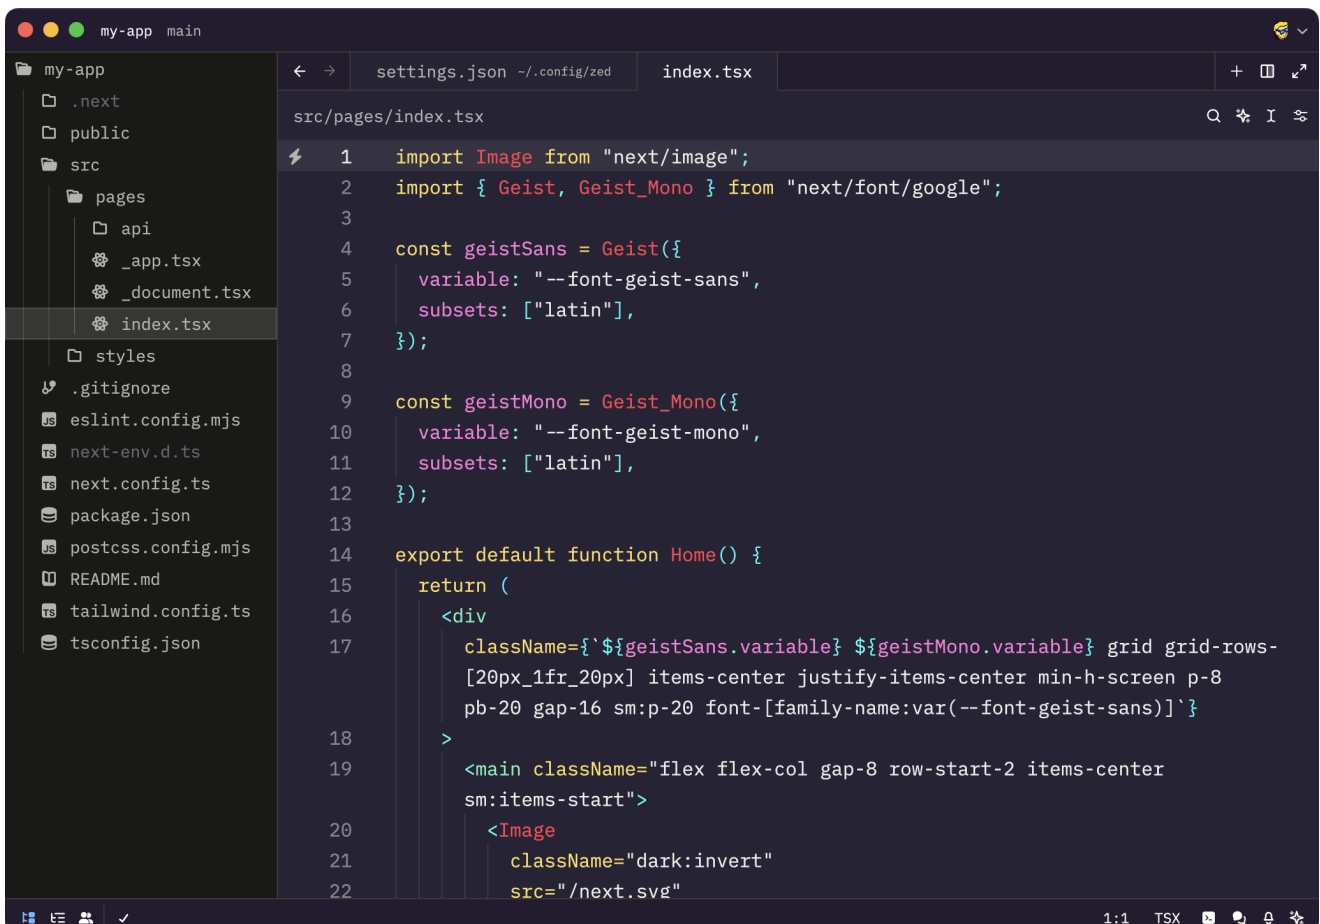 my-app main
my-app
.next
public
src
pages
api
_app.tsx
_document.tsx
index.tsx
styles
.gitignore
eslint.config.mjs
next-env.d.ts
next.config.ts
package.json
postcss.config.mjs
README.md
tailwind.config.ts
tsconfig.json
settings.json ~/.config/zed index.tsx
src/pages/index.tsx
1 import Image from "next/image";
2 import { Geist, Geist_Mono } from "next/font/google";
3
4 const geistSans = Geist({
5 variable: "--font-geist-sans",
6 subsets: ["latin"],
7 });
8
9 const geistMono = Geist_Mono({
10 variable: "--font-geist-mono",
11 subsets: ["latin"],
12 });
13
14 export default function Home() {
15 return (
16 <div
17 className={`${geistSans.variable} ${geistMono.variable} grid grid-rows-
[20px_1fr_20px] items-center justify-items-center min-h-screen p-8
pb-20 gap-16 sm:p-20 font-[family-name:var(--font-geist-sans)]`}
18 >
19 <main className="flex flex-col gap-8 row-start-2 items-center
sm:items-start">
20 <Image
21 className="dark:invert"
22 src="/next.svg"
1:1 TSX